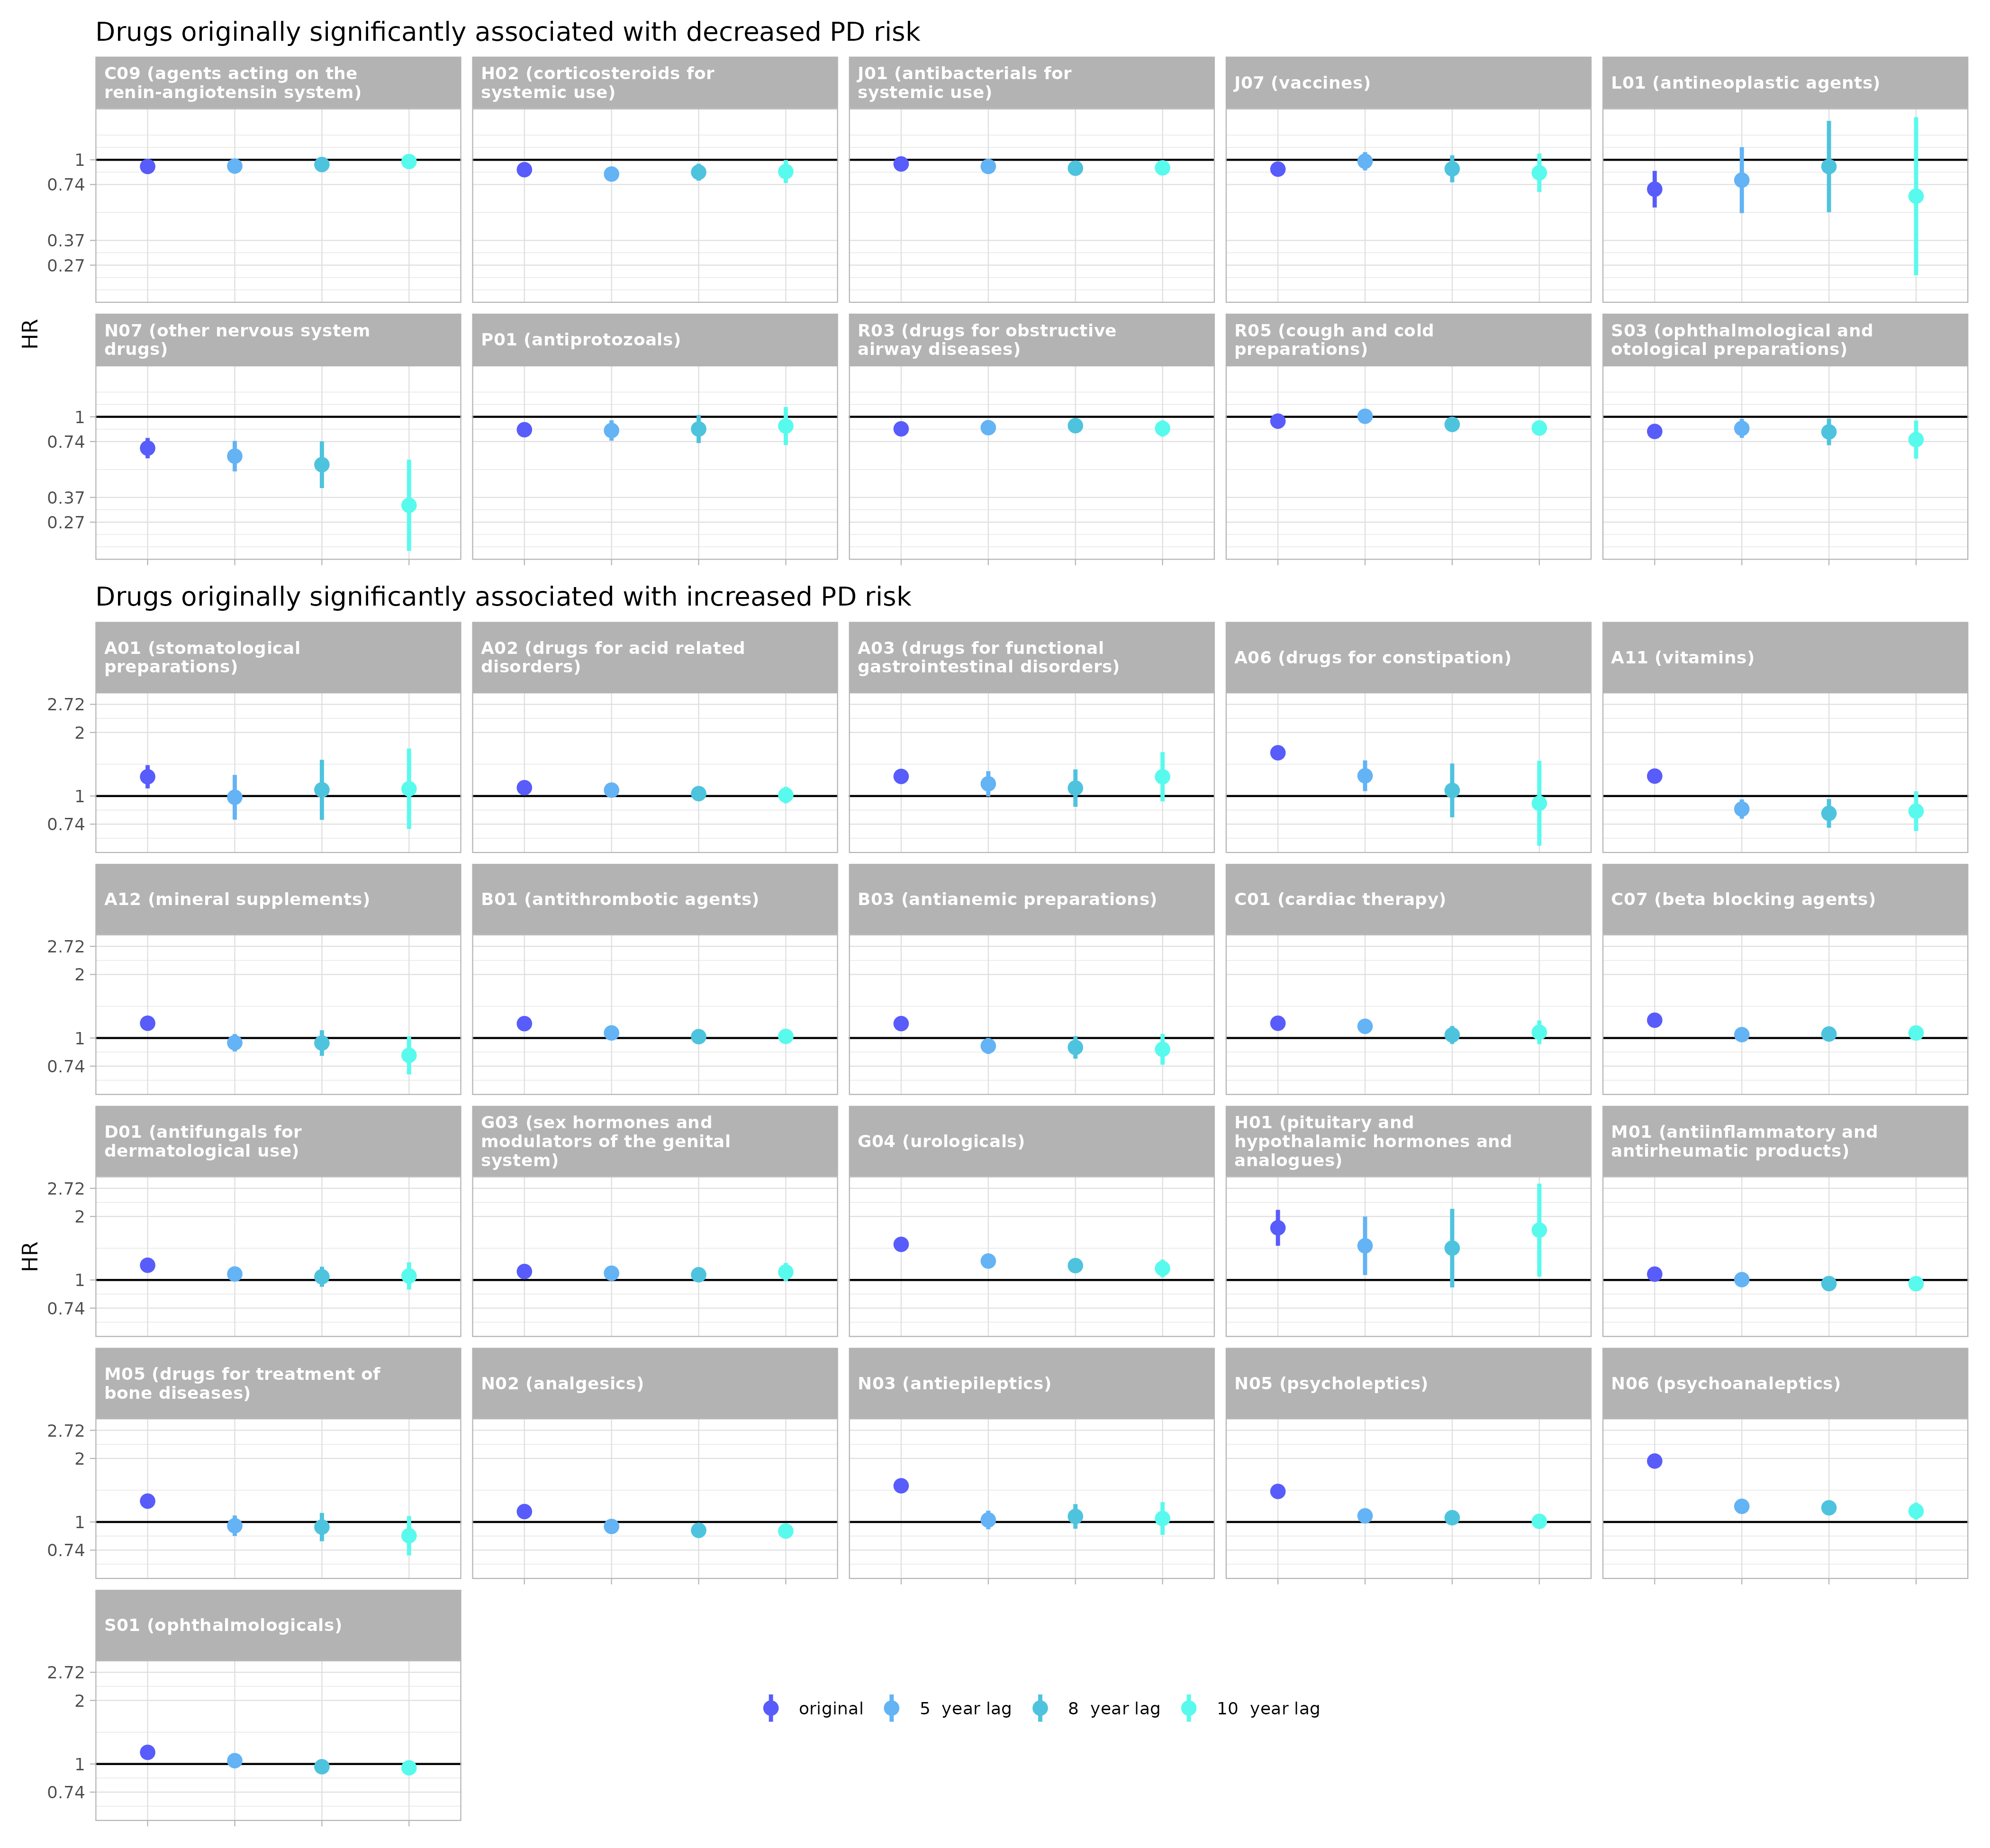 Drugs originally significantly associated with decreased PD risk
C09 (agents acting on the
renin-angiotensin system)
H02 (corticosteroids for
systemic use)
J01 (antibacterials for
systemic use)
J07 (vaccines)
L01 (antineoplastic agents)
1
0.74
0.37
0.27
HR
N07 (other nervous system
drugs)
P01 (antiprotozoals)
R03 (drugs for obstructive
airway diseases)
R05 (cough and cold
preparations)
S03 (ophthalmological and
otological preparations)
1
0.74
0.37
0.27
Drugs originally significantly associated with increased PD risk
A01 (stomatological
preparations)
A02 (drugs for acid related
disorders)
A03 (drugs for functional
gastrointestinal disorders)
A06 (drugs for constipation)
A11 (vitamins)
2.72
2
1
0.74
A12 (mineral supplements)
B01 (antithrombotic agents)
B03 (antianemic preparations)
C01 (cardiac therapy)
C07 (beta blocking agents)
2.72
2
1
0.74
D01 (antifungals for
dermatological use)
G03 (sex hormones and
modulators of the genital
system)
G04 (urologicals)
H01 (pituitary and
hypothalamic hormones and
analogues)
M01 (antiinflammatory and
antirheumatic products)
2.72
2
1
0.74
HR
M05 (drugs for treatment of
bone diseases)
N02 (analgesics)
N03 (antiepileptics)
N05 (psycholeptics)
N06 (psychoanaleptics)
2.72
2
1
0.74
S01 (ophthalmologicals)
2.72
2
1
0.74
original
5 year lag
8 year lag
10 year lag